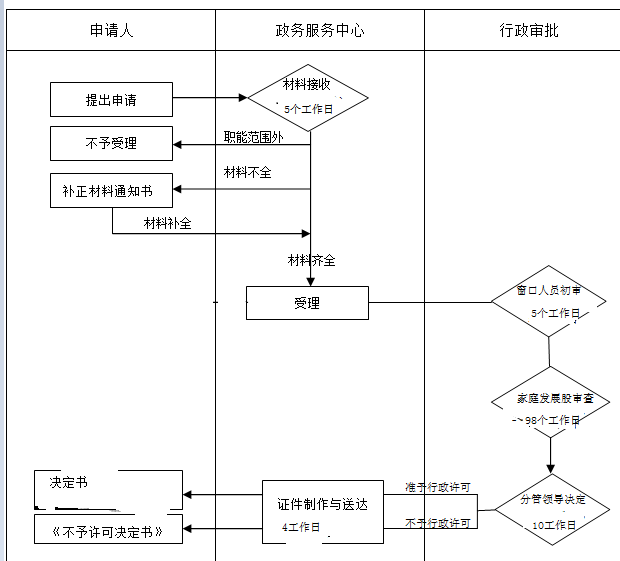 申请人
政务服务中心
行政审批
提出申请
材料接收
5个工作日
不予受理
职能范围外
补正材料通知书
材料不全
材料补全
材料齐全
受理
窗口人员初审
5个工作日
家庭发展股审查
98个工作日
决定书
《不予许可决定书》
证件制作与送达
4工作日
准予行政许可
不予行政许可
分管领导决定
10工作日